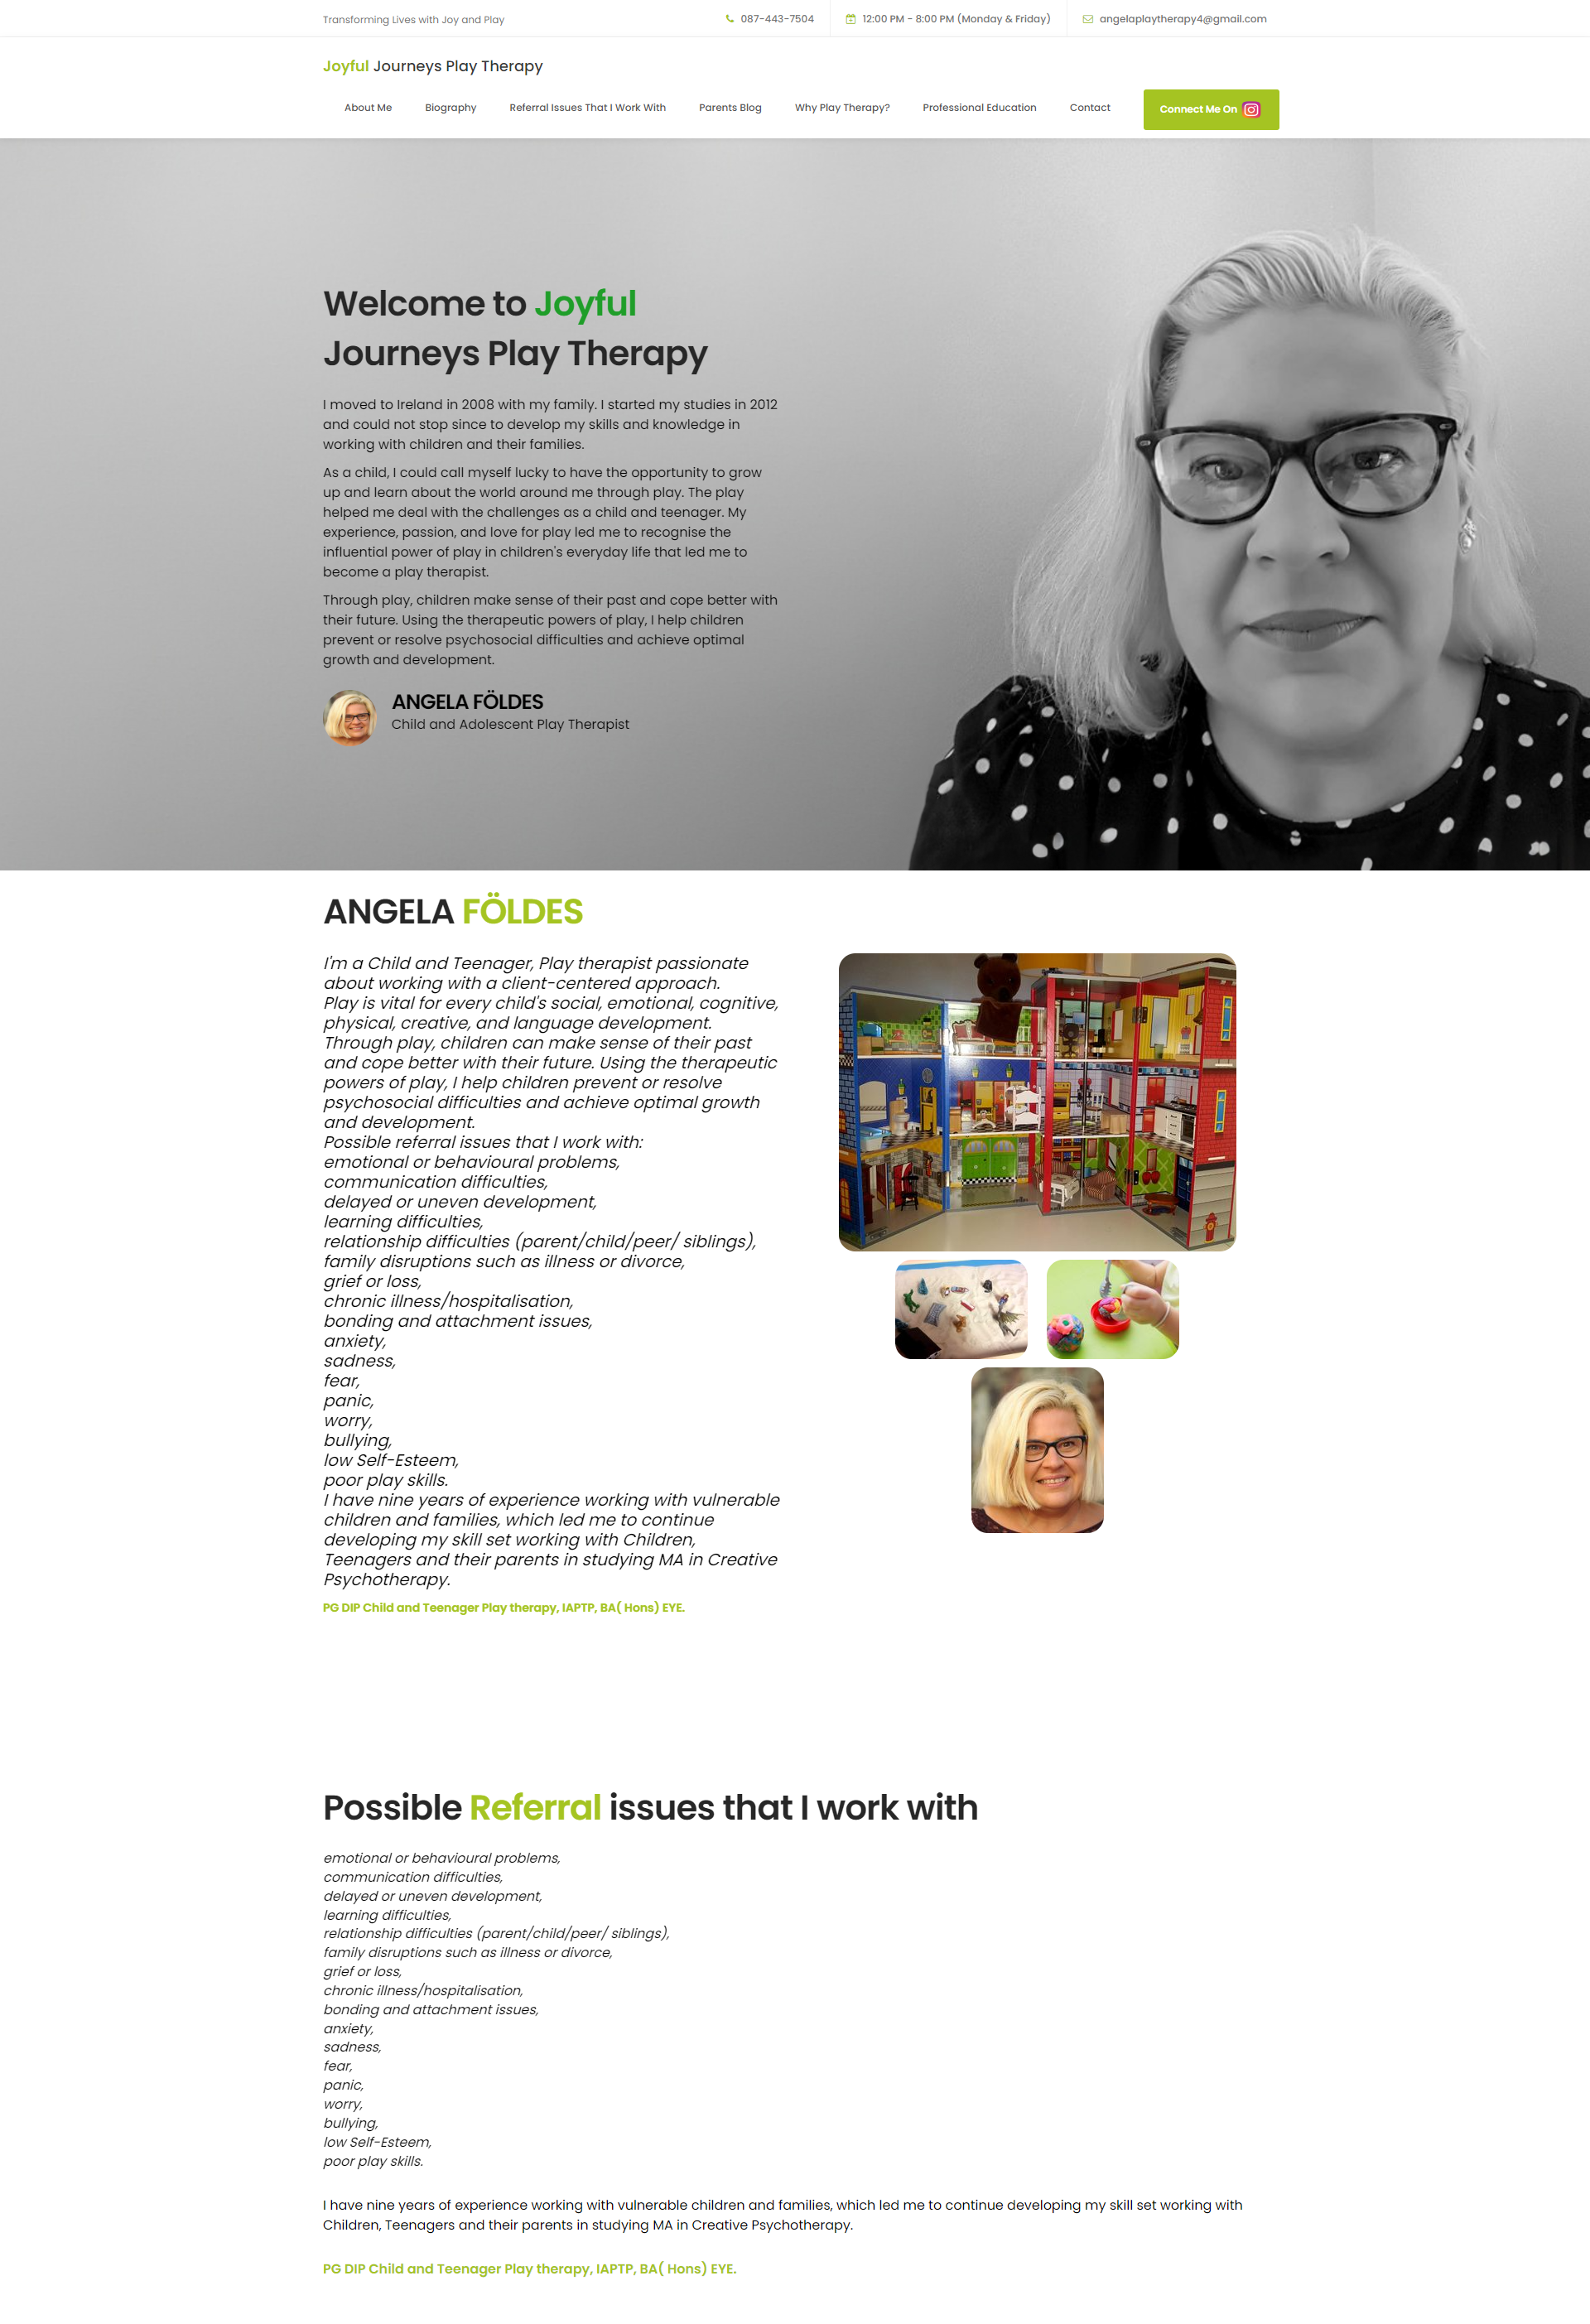 Transforming Lives with Joy and Play
087-443-7504
12:00 PM - 8:00 PM (Monday & Friday)
angelaplaytherapy4@gmail.com
Joyful Journeys Play Therapy
About Me
Biography
Referral Issues That I Work With
Parents Blog
Why Play Therapy?
Professional Education
Contact
Connect Me On
Welcome to Joyful
Journeys Play Therapy
I moved to Ireland in 2008 with my family. I started my studies in 2012
and could not stop since to develop my skills and knowledge in
working with children and their families.
As a child, I could call myself lucky to have the opportunity to grow
up and learn about the world around me through play. The play
helped me deal with the challenges as a child and teenager. My
experience, passion, and love for play led me to recognise the
influential power of play in children's everyday life that led me to
become a play therapist.
Through play, children make sense of their past and cope better with
their future. Using the therapeutic powers of play, I help children
prevent or resolve psychosocial difficulties and achieve optimal
growth and development.
ANGELA FÖLDES
Child and Adolescent Play Therapist
ANGELA FÖLDES
I'm a Child and Teenager, Play therapist passionate
about working with a client-centered approach.
Play is vital for every child's social, emotional, cognitive,
physical, creative, and language development.
Through play, children can make sense of their past
and cope better with their future. Using the therapeutic
powers of play, I help children prevent or resolve
psychosocial difficulties and achieve optimal growth
and development.
Possible referral issues that I work with:
emotional or behavioural problems,
communication difficulties,
delayed or uneven development,
learning difficulties,
relationship difficulties (parent/child/peer/ siblings),
family disruptions such as illness or divorce,
grief or loss,
chronic illness/hospitalisation,
bonding and attachment issues,
anxiety,
sadness,
fear,
panic,
worry,
bullying,
low Self-Esteem,
poor play skills.
I have nine years of experience working with vulnerable
children and families, which led me to continue
developing my skill set working with Children,
Teenagers and their parents in studying MA in Creative
Psychotherapy.
PG DIP Child and Teenager Play therapy, IAPTP, BA( Hons) EYE.
Possible Referral issues that I work with
emotional or behavioural problems,
communication difficulties,
delayed or uneven development,
learning difficulties,
relationship difficulties (parent/child/peer/ siblings),
family disruptions such as illness or divorce,
grief or loss,
chronic illness/hospitalisation,
bonding and attachment issues,
anxiety,
sadness,
fear,
panic,
worry,
bullying,
low Self-Esteem,
poor play skills.
I have nine years of experience working with vulnerable children and families, which led me to continue developing my skill set working with
Children, Teenagers and their parents in studying MA in Creative Psychotherapy.
PG DIP Child and Teenager Play therapy, IAPTP, BA( Hons) EYE.